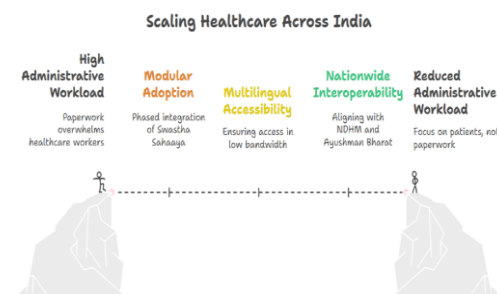 Scaling Healthcare Across India
High
Administrative
Workload
Paperwork
overwhelms
healthcare workers
Modular
Adoption
Phased integration
of Swastha
Sahaaya
Multilingual
Accessibility
Ensuring access in
low bandwidth
Nationwide
Interoperability
Aligning with
NDHM and
Ayushman Bharat
Reduced
Administrative
Workload
Focus on patients, not
paperwork